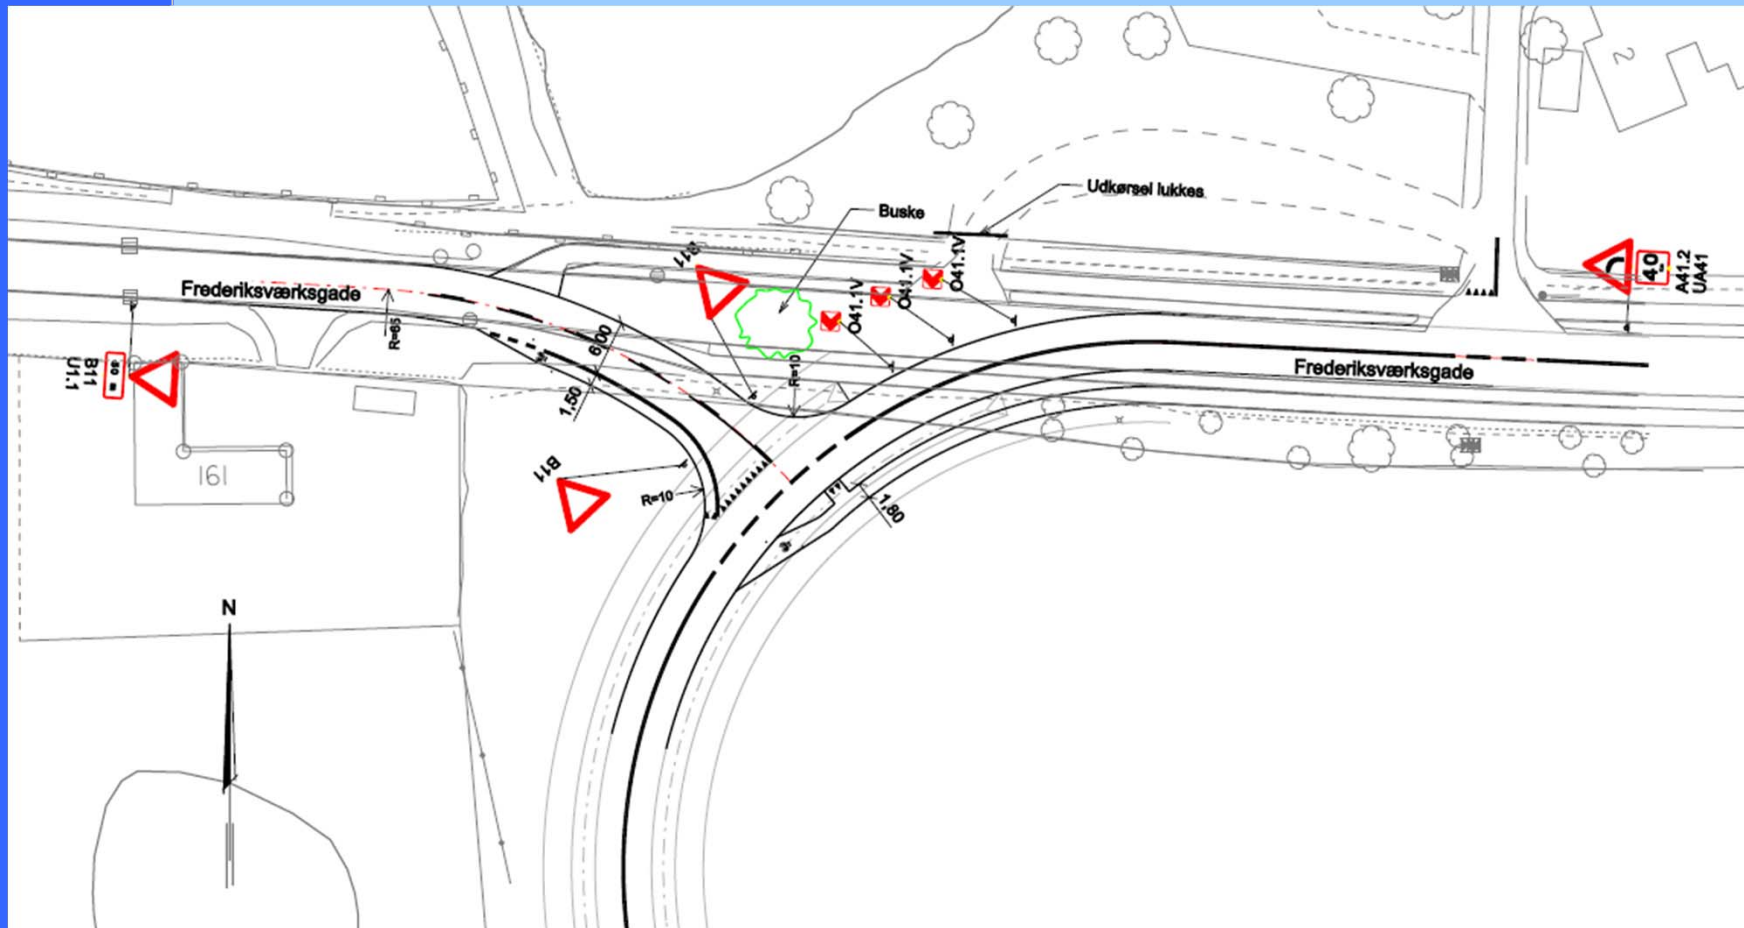 2
Udkørsel lukkes
Buske
B11
O41.1V
O41.1V
O41.1V
40
A41.2
UA41
Frederiksværksgade
R=65
6,00
R=10
Frederiksværksgade
B11
U1.1
1,50
161
B11
R=10
1,80
N